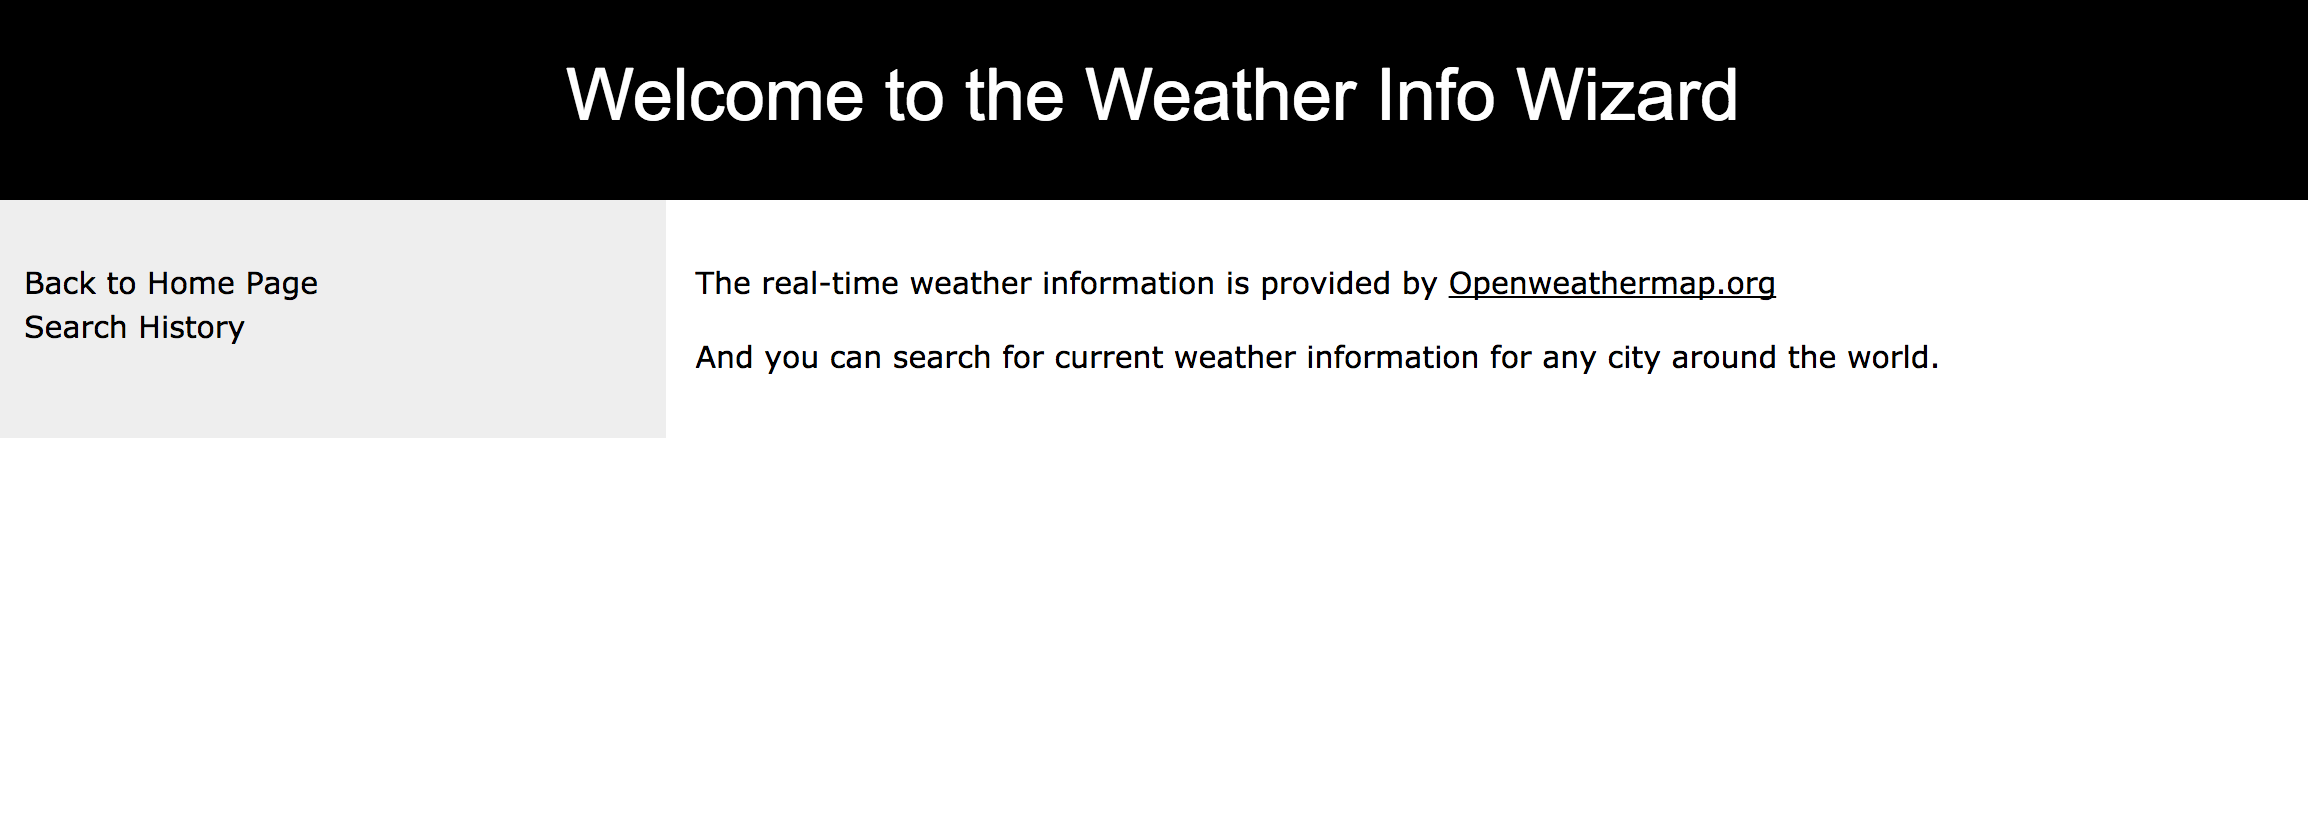 Welcome to the Weather Info Wizard
Back to Home Page
Search History
The real-time weather information is provided by Openweathermap.org
And you can search for current weather information for any city around the world.